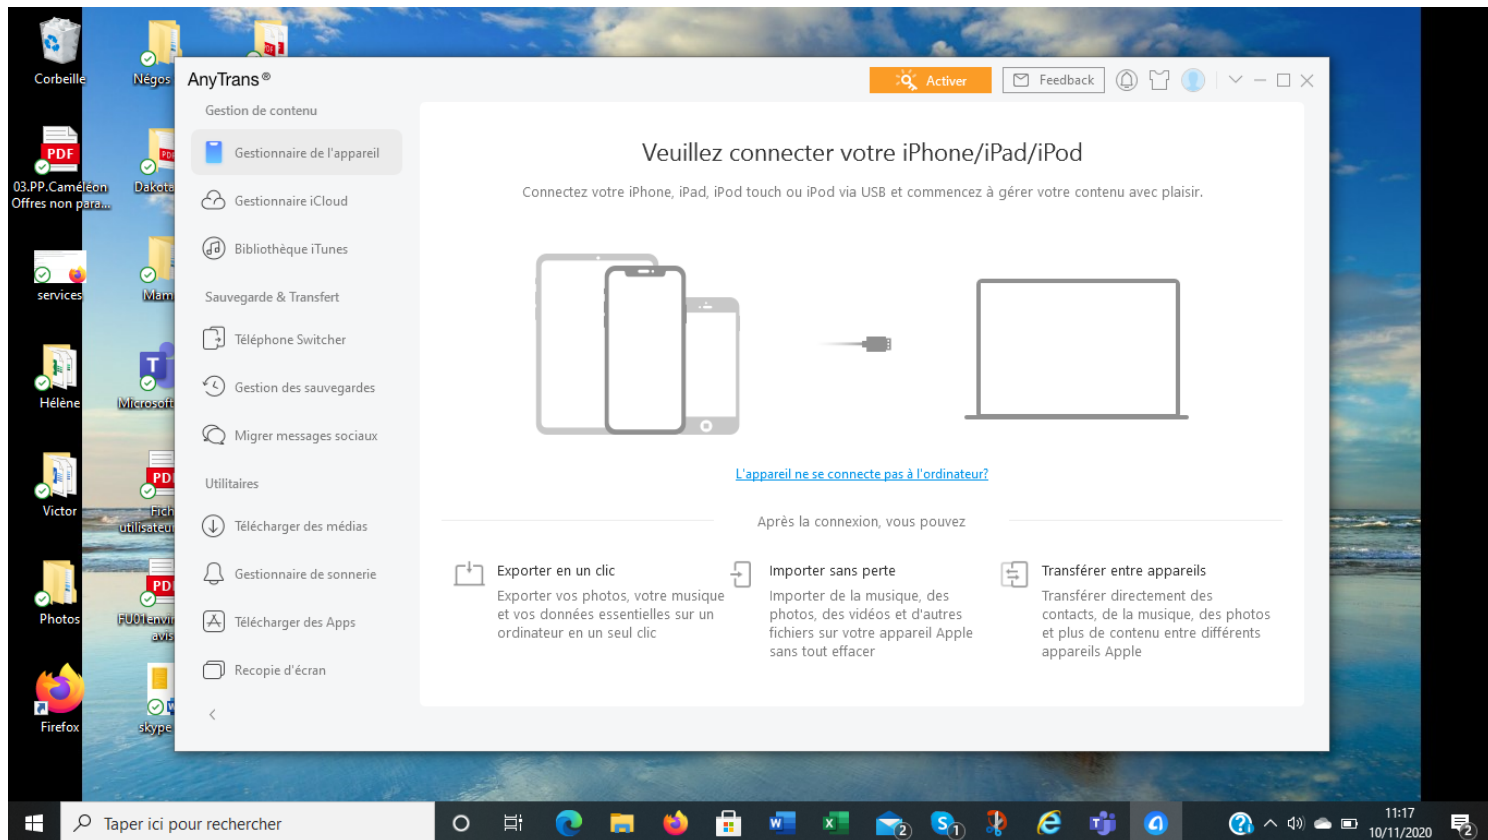 Corbeille
Négos
PDF
03.PP.Caméléon
Offres non para...
Dakota
services
Mam
Hélène
Microsoft
Victor
PDF
Fich
utilisateu
Photos
PD
FU01envir
avis
Firefox
skype
AnyTrans®
Activer
Feedback
Gestion de contenu
Gestionnaire de l'appareil
Gestionnaire iCloud
Bibliothèque iTunes
Sauvegarde & Transfert
Téléphone Switcher
Gestion des sauvegardes
Migrer messages sociaux
Utilitaires
Télécharger des médias
Gestionnaire de sonnerie
Télécharger des Apps
Recopie d'écran
Veuillez connecter votre iPhone/iPad/iPod
Connectez votre iPhone, iPad, iPod touch ou iPod via USB et commencez à gérer votre contenu avec plaisir.
L'appareil ne se connecte pas à l'ordinateur?
Après la connexion, vous pouvez
Exporter en un clic
Exporter vos photos, votre musique
et vos données essentielles sur un
ordinateur en un seul clic
Importer sans perte
Importer de la musique, des
photos, des vidéos et d'autres
fichiers sur votre appareil Apple
sans tout effacer
Transférer entre appareils
Transférer directement des
contacts, de la musique, des photos
et plus de contenu entre différents
appareils Apple
Taper ici pour rechercher
11:17
10/11/2020